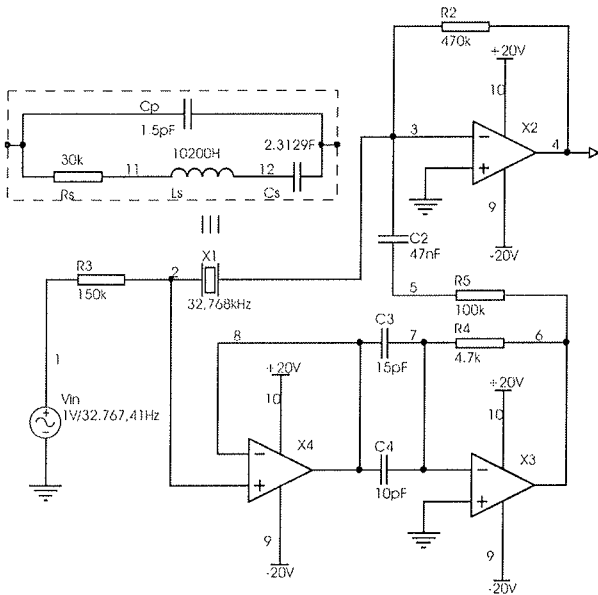 R2
470k
+20V
10
Cp
1.5pF
3
X2
4
2.3129F
10200H
30k
11
12
Rs
Ls
Cs
9
C2
47nF
-20V
X1
R3
2
150k
32,768kHz
5
R5
100k
C3
R4
8
7
6
15pF
4.7k
1
+20V
+20V
Vin
1V/32.767,41Hz
10
10
X4
C4
X3
10pF
9
9
-20V
-20V